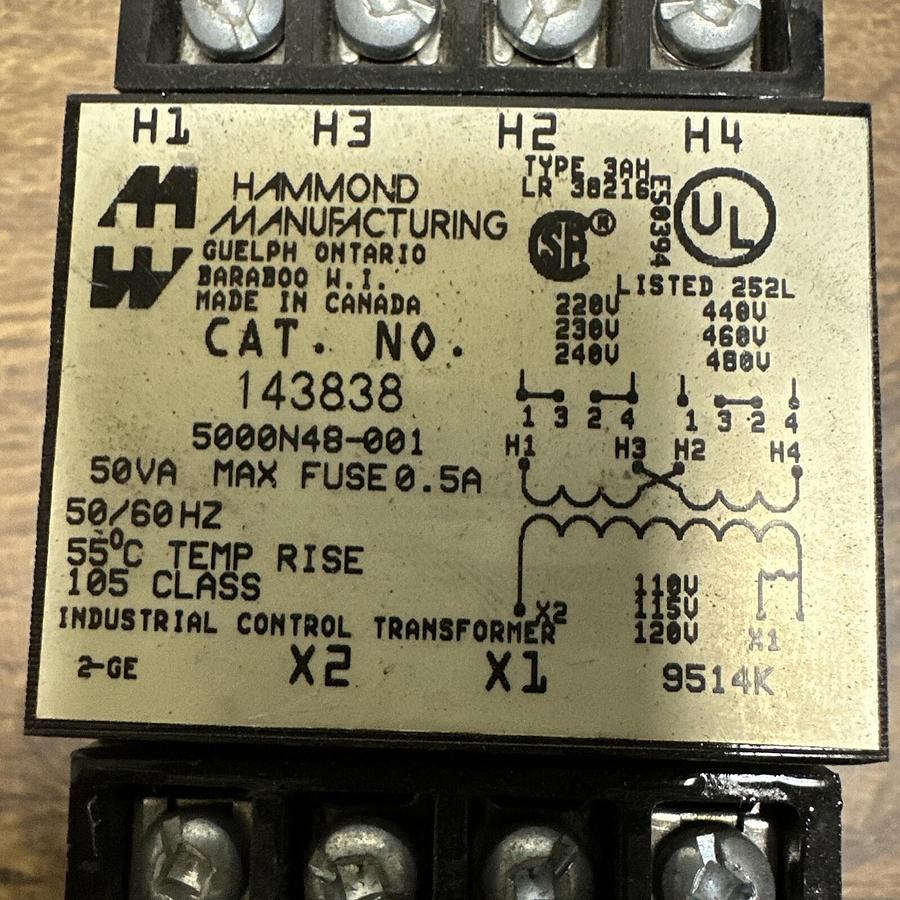 H1 H3 H2 H4
HAMMOND
MANUFACTURING
GUELPH ONTARIO
BARABOO W.I.
MADE IN CANADA
TYPE 3AH
LR 38216
E50394
SA ®
UL
LISTED 252L
220V 440V
230V 460V
240V 480V
CAT. NO.
143838
5000N48-001
50VA MAX FUSE 0.5A
50/60 HZ
55°C TEMP RISE
105 CLASS
INDUSTRIAL CONTROL TRANSFORMER
1 3 2 4 1 3 2 4
H1 H3 H2 H4
X2 110V
115V
120V X1
2-GE X2 X1 9514K